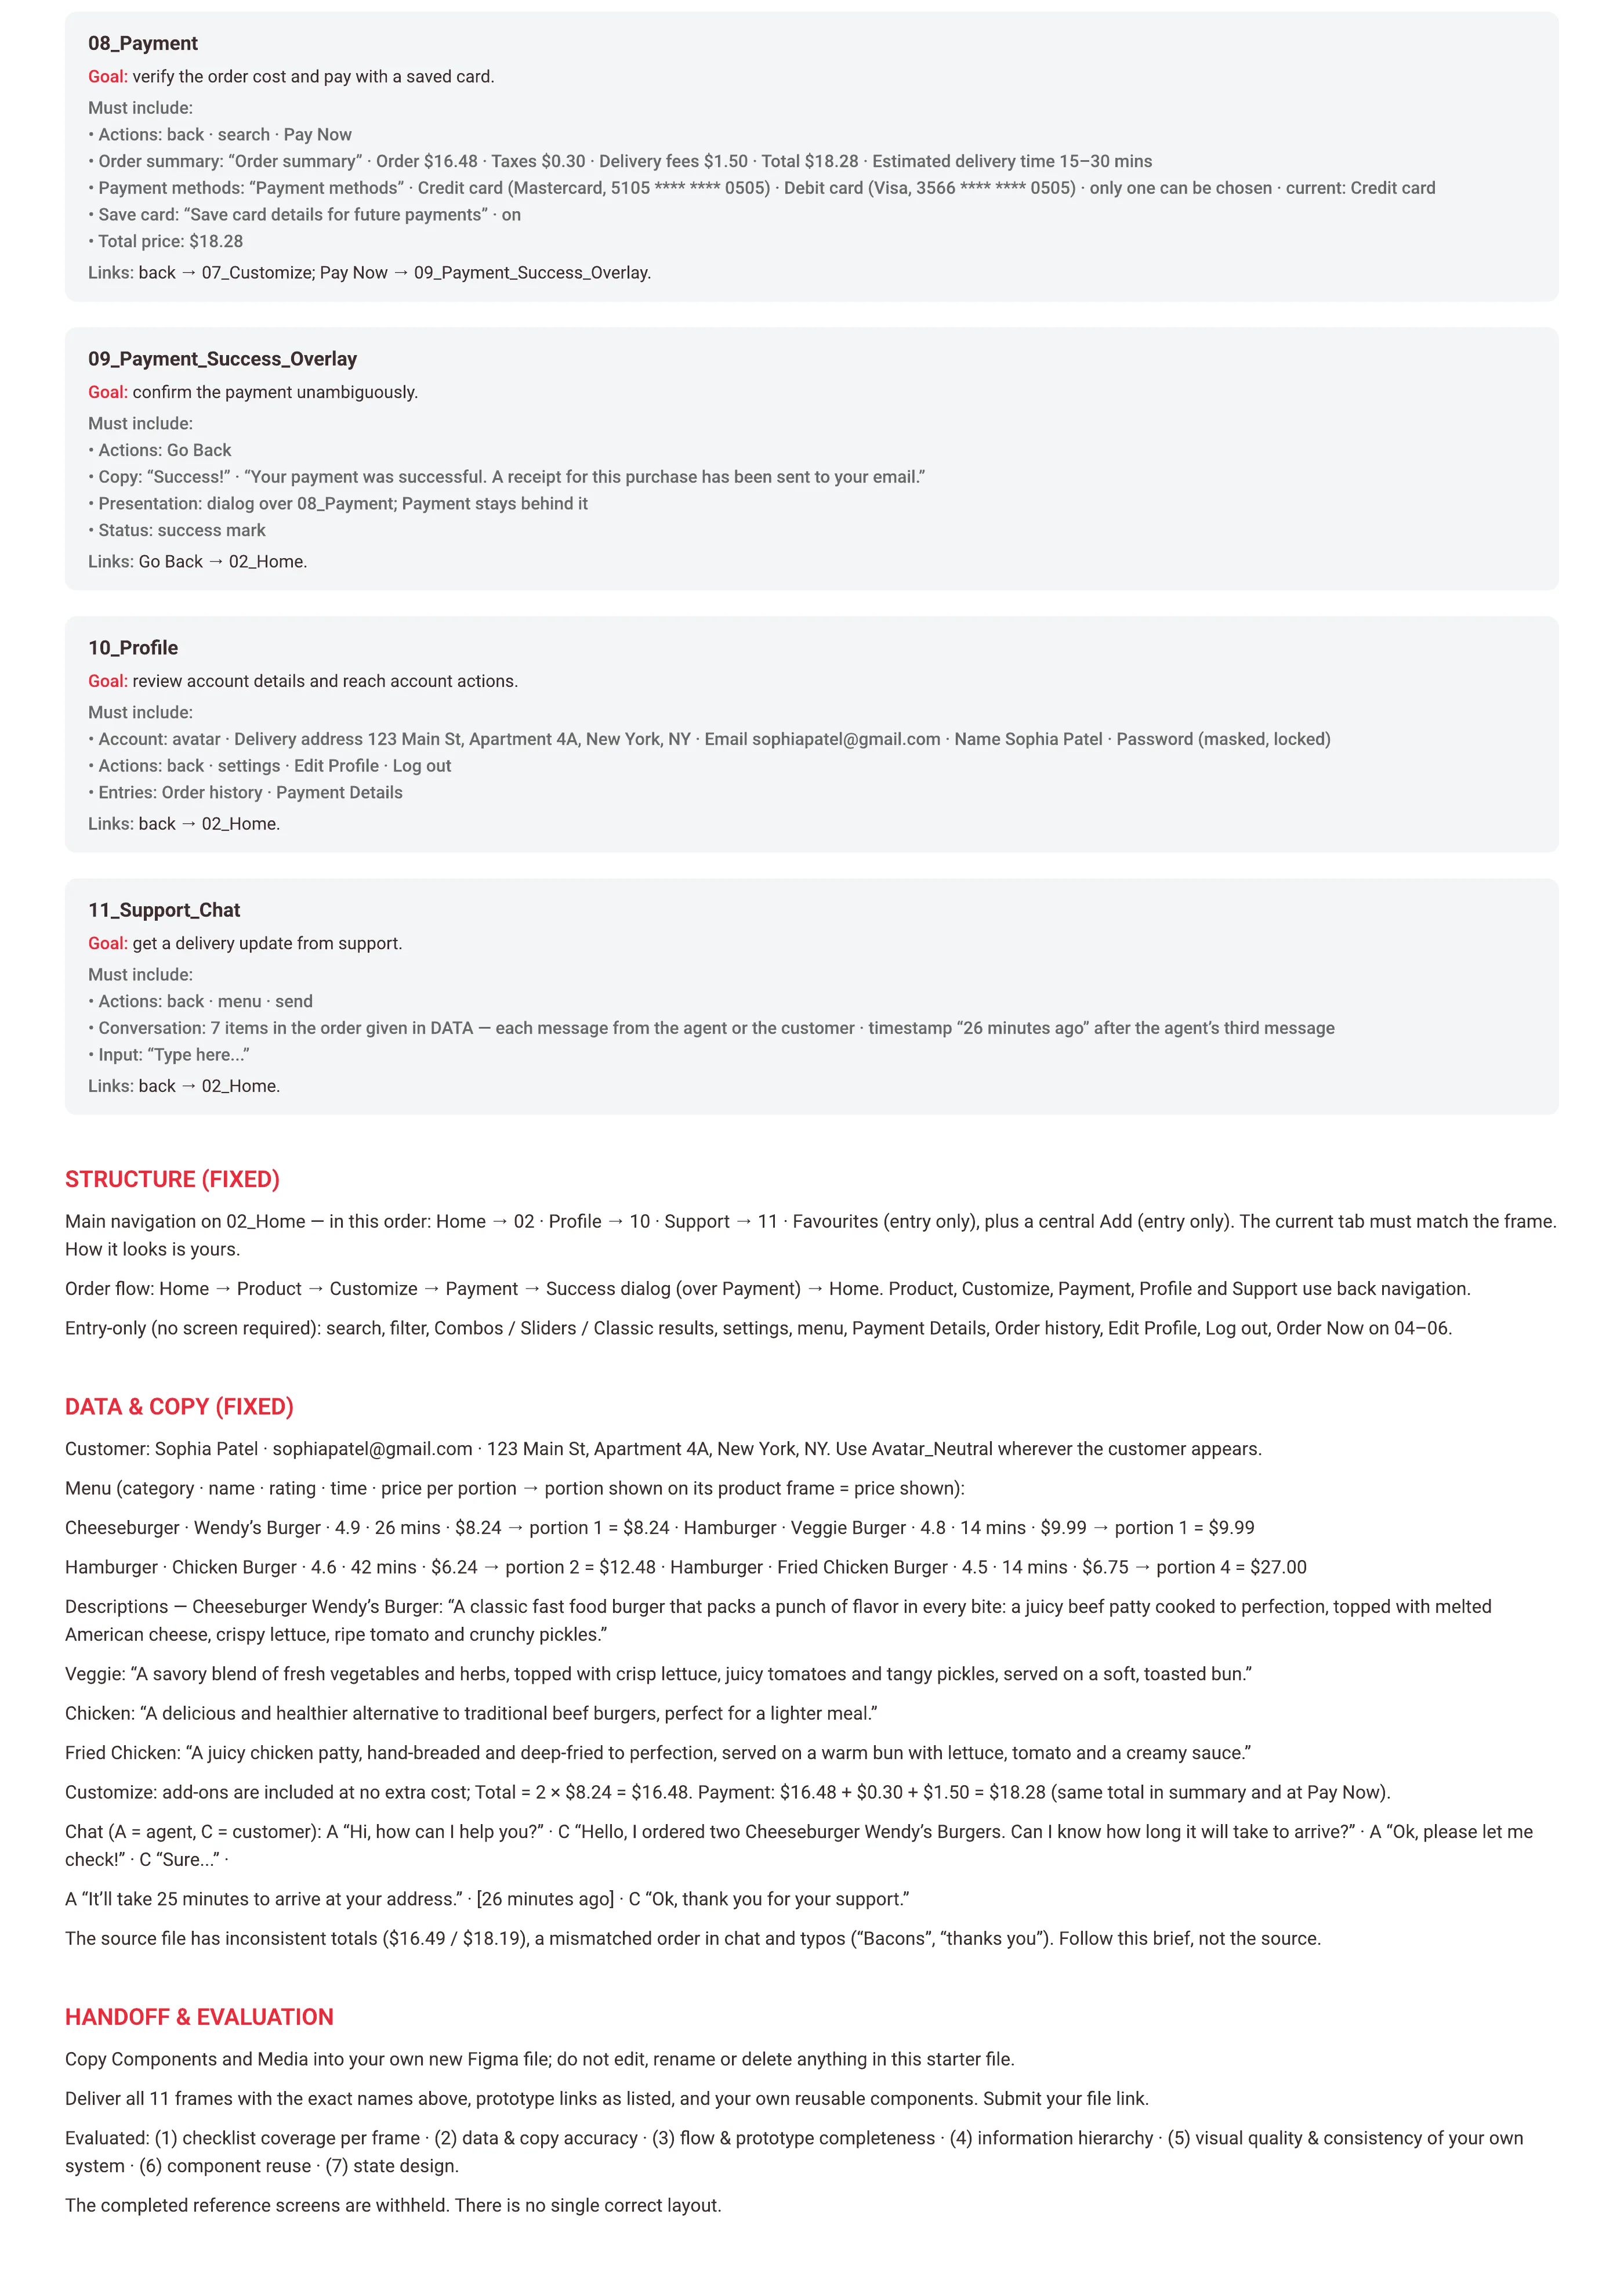 08_Payment
Goal: verify the order cost and pay with a saved card.
Must include:
• Actions: back · search · Pay Now
• Order summary: “Order summary” · Order $16.48 · Taxes $0.30 · Delivery fees $1.50 · Total $18.28 · Estimated delivery time 15–30 mins
• Payment methods: “Payment methods” · Credit card (Mastercard, 5105 **** **** 0505) · Debit card (Visa, 3566 **** **** 0505) · only one can be chosen · current: Credit card
• Save card: “Save card details for future payments” · on
• Total price: $18.28
Links: back → 07_Customize; Pay Now → 09_Payment_Success_Overlay.
09_Payment_Success_Overlay
Goal: confirm the payment unambiguously.
Must include:
• Actions: Go Back
• Copy: “Success!” · “Your payment was successful. A receipt for this purchase has been sent to your email.”
• Presentation: dialog over 08_Payment; Payment stays behind it
• Status: success mark
Links: Go Back → 02_Home.
10_Profile
Goal: review account details and reach account actions.
Must include:
• Account: avatar · Delivery address 123 Main St, Apartment 4A, New York, NY · Email sophiapatel@gmail.com · Name Sophia Patel · Password (masked, locked)
• Actions: back · settings · Edit Profile · Log out
• Entries: Order history · Payment Details
Links: back → 02_Home.
11_Support_Chat
Goal: get a delivery update from support.
Must include:
• Actions: back · menu · send
• Conversation: 7 items in the order given in DATA — each message from the agent or the customer · timestamp “26 minutes ago” after the agent’s third message
• Input: “Type here...”
Links: back → 02_Home.
STRUCTURE (FIXED)
Main navigation on 02_Home — in this order: Home → 02 · Profile → 10 · Support → 11 · Favourites (entry only), plus a central Add (entry only). The current tab must match the frame.
How it looks is yours.
Order flow: Home → Product → Customize → Payment → Success dialog (over Payment) → Home. Product, Customize, Payment, Profile and Support use back navigation.
Entry-only (no screen required): search, filter, Combos / Sliders / Classic results, settings, menu, Payment Details, Order history, Edit Profile, Log out, Order Now on 04–06.
DATA & COPY (FIXED)
Customer: Sophia Patel · sophiapatel@gmail.com · 123 Main St, Apartment 4A, New York, NY. Use Avatar_Neutral wherever the customer appears.
Menu (category · name · rating · time · price per portion → portion shown on its product frame = price shown):
Cheeseburger · Wendy’s Burger · 4.9 · 26 mins · $8.24 → portion 1 = $8.24 · Hamburger · Veggie Burger · 4.8 · 14 mins · $9.99 → portion 1 = $9.99
Hamburger · Chicken Burger · 4.6 · 42 mins · $6.24 → portion 2 = $12.48 · Hamburger · Fried Chicken Burger · 4.5 · 14 mins · $6.75 → portion 4 = $27.00
Descriptions — Cheeseburger Wendy’s Burger: “A classic fast food burger that packs a punch of flavor in every bite: a juicy beef patty cooked to perfection, topped with melted
American cheese, crispy lettuce, ripe tomato and crunchy pickles.”
Veggie: “A savory blend of fresh vegetables and herbs, topped with crisp lettuce, juicy tomatoes and tangy pickles, served on a soft, toasted bun.”
Chicken: “A delicious and healthier alternative to traditional beef burgers, perfect for a lighter meal.”
Fried Chicken: “A juicy chicken patty, hand-breaded and deep-fried to perfection, served on a warm bun with lettuce, tomato and a creamy sauce.”
Customize: add-ons are included at no extra cost; Total = 2 × $8.24 = $16.48. Payment: $16.48 + $0.30 + $1.50 = $18.28 (same total in summary and at Pay Now).
Chat (A = agent, C = customer): A “Hi, how can I help you?” · C “Hello, I ordered two Cheeseburger Wendy’s Burgers. Can I know how long it will take to arrive?” · A “Ok, please let me
check!” · C “Sure...” ·
A “It’ll take 25 minutes to arrive at your address.” · [26 minutes ago] · C “Ok, thank you for your support.”
The source file has inconsistent totals ($16.49 / $18.19), a mismatched order in chat and typos (“Bacons”, “thanks you”). Follow this brief, not the source.
HANDOFF & EVALUATION
Copy Components and Media into your own new Figma file; do not edit, rename or delete anything in this starter file.
Deliver all 11 frames with the exact names above, prototype links as listed, and your own reusable components. Submit your file link.
Evaluated: (1) checklist coverage per frame · (2) data & copy accuracy · (3) flow & prototype completeness · (4) information hierarchy · (5) visual quality & consistency of your own
system · (6) component reuse · (7) state design.
The completed reference screens are withheld. There is no single correct layout.